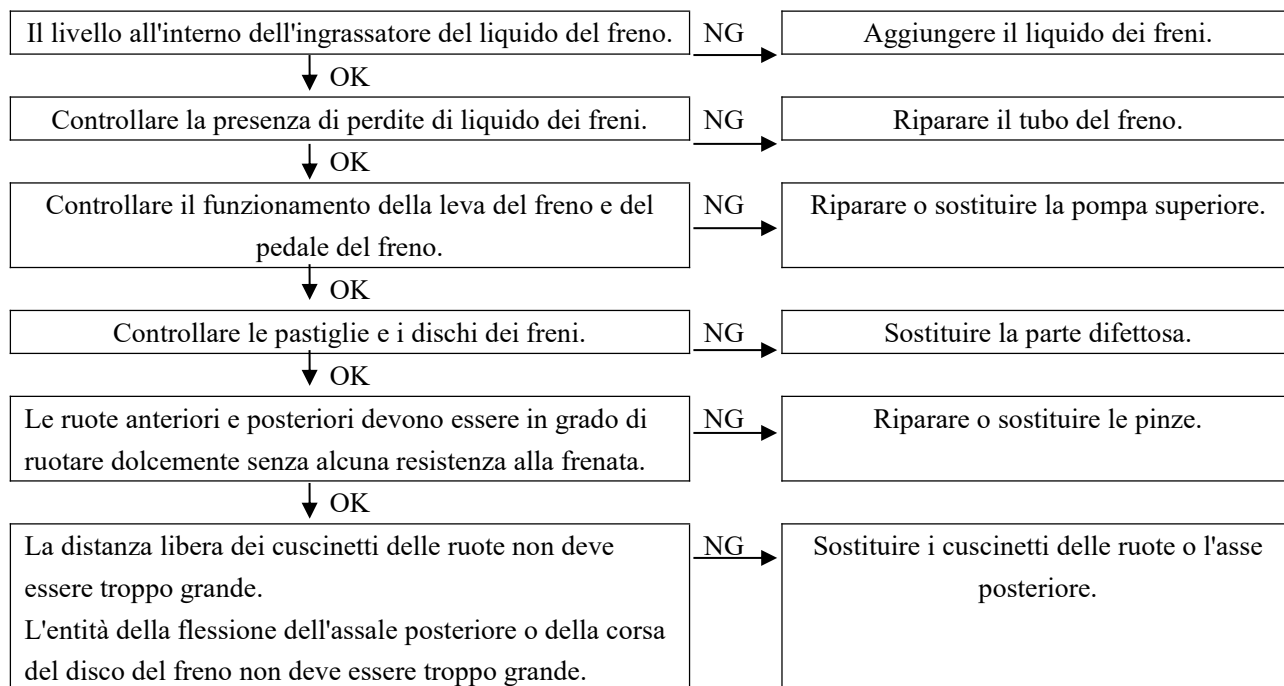 Il livello all'interno dell'ingrassatore del liquido del freno.
NG
Aggiungere il liquido dei freni.
OK
Controllare la presenza di perdite di liquido dei freni.
NG
Riparare il tubo del freno.
OK
Controllare il funzionamento della leva del freno e del
pedale del freno.
NG
Riparare o sostituire la pompa superiore.
OK
Controllare le pastiglie e i dischi dei freni.
NG
Sostituire la parte difettosa.
OK
Le ruote anteriori e posteriori devono essere in grado di
ruotare dolcemente senza alcuna resistenza alla frenata.
NG
Riparare o sostituire le pinze.
OK
La distanza libera dei cuscinetti delle ruote non deve
essere troppo grande.
L'entità della flessione dell'assale posteriore o della corsa
del disco del freno non deve essere troppo grande.
NG
Sostituire i cuscinetti delle ruote o l'asse
posteriore.